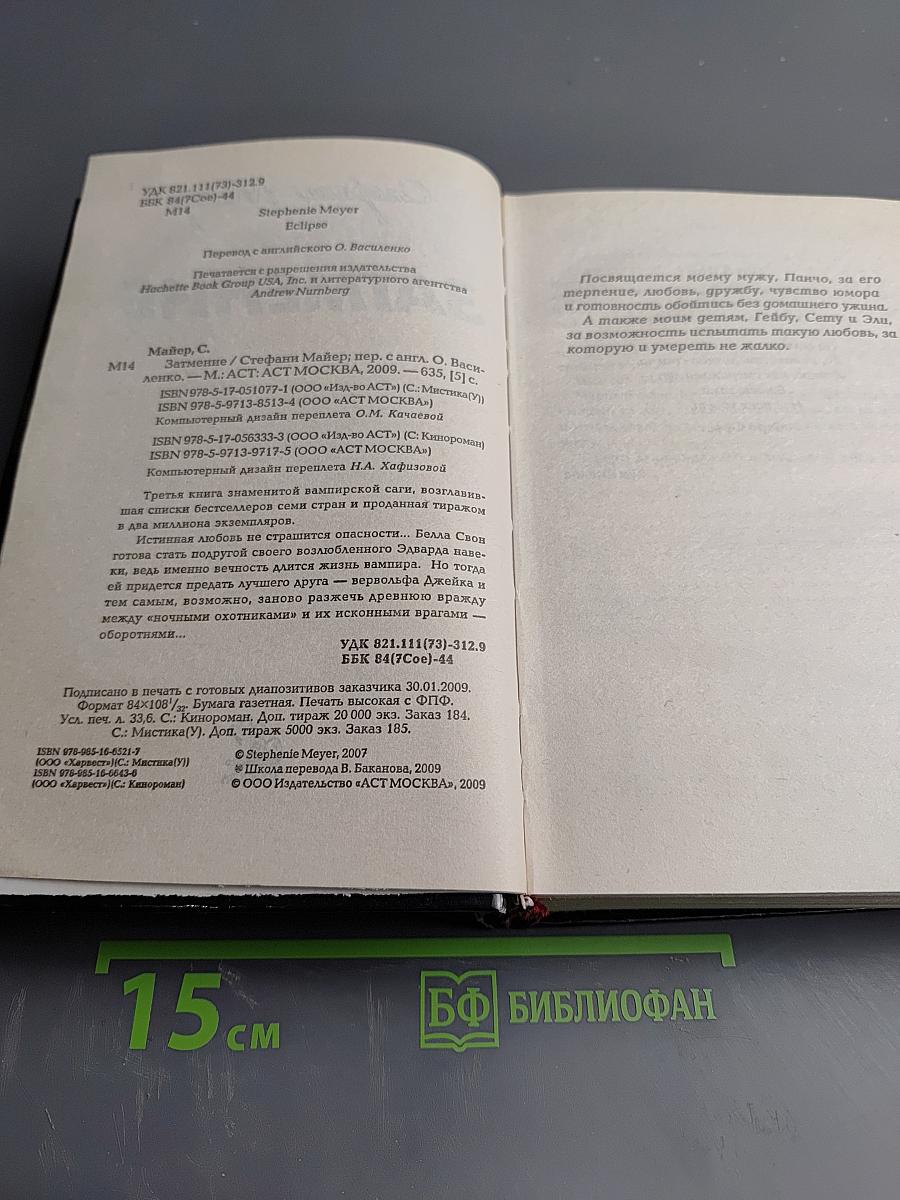 УДК 821.111(73)-312.9
ББК 84(7Сое)-44
М14
Stephenie Meyer
Eclipse
Перевод с английского О. Василенко
Печатается с разрешения издательства
Hachette Book Group USA, Inc. и литературного агентства
Andrew Nurnberg
Майер, С.
М14 Затмение / Стефани Майер; пер. с англ. О. Васи-
ленко. — М.: АСТ: АСТ МОСКВА, 2009. — 635, [5] с.
ISBN 978-5-17-051077-1 (ООО «Изд-во АСТ») (С.: Мистика(У))
ISBN 978-5-9713-8513-4 (ООО «АСТ МОСКВА»)
Компьютерный дизайн переплета О.М. Качаевой
ISBN 978-5-17-056333-3 (ООО «Изд-во АСТ») (С: Кинороман)
ISBN 978-5-9713-9717-5 (ООО «АСТ МОСКВА»)
Компьютерный дизайн переплета Н.А. Хафизовой
Третья книга знаменитой вампирской саги, возглавив-
шая списки бестселлеров семи стран и проданная тиражом
в два миллиона экземпляров.
Истинная любовь не страшится опасности... Белла Свон
готова стать подругой своего возлюбленного Эдварда наве-
ки, ведь именно вечность длится жизнь вампира. Но тогда
ей придется предать лучшего друга — вервольфа Джейка и
тем самым, возможно, заново разжечь древнюю вражду
между «ночными охотниками» и их исконными врагами —
оборотнями...
УДК 821.111(73)-312.9
ББК 84(7Сое)-44
Подписано в печать с готовых диапозитивов заказчика 30.01.2009.
Формат 84×108¹/₃₂. Бумага газетная. Печать высокая с ФПФ.
Усл. печ. л. 33,6. С.: Кинороман. Доп. тираж 20 000 экз. Заказ 184.
С.: Мистика(У). Доп. тираж 5000 экз. Заказ 185.
ISBN 978-985-16-6521-7
(ООО «Харвест»)(С.: Мистика(У))
ISBN 978-985-16-6643-6
(ООО «Харвест»)(С.: Кинороман)
© Stephenie Meyer, 2007
© Школа перевода В. Баканова, 2009
© ООО Издательство «АСТ МОСКВА», 2009
Посвящается моему мужу, Панчо, за его
терпение, любовь, дружбу, чувство юмора
и готовность обойтись без домашнего ужина.
А также моим детям, Гейбу, Сету и Эли,
за возможность испытать такую любовь, за
которую и умереть не жалко.
15 см
БФ БИБЛИОФАН